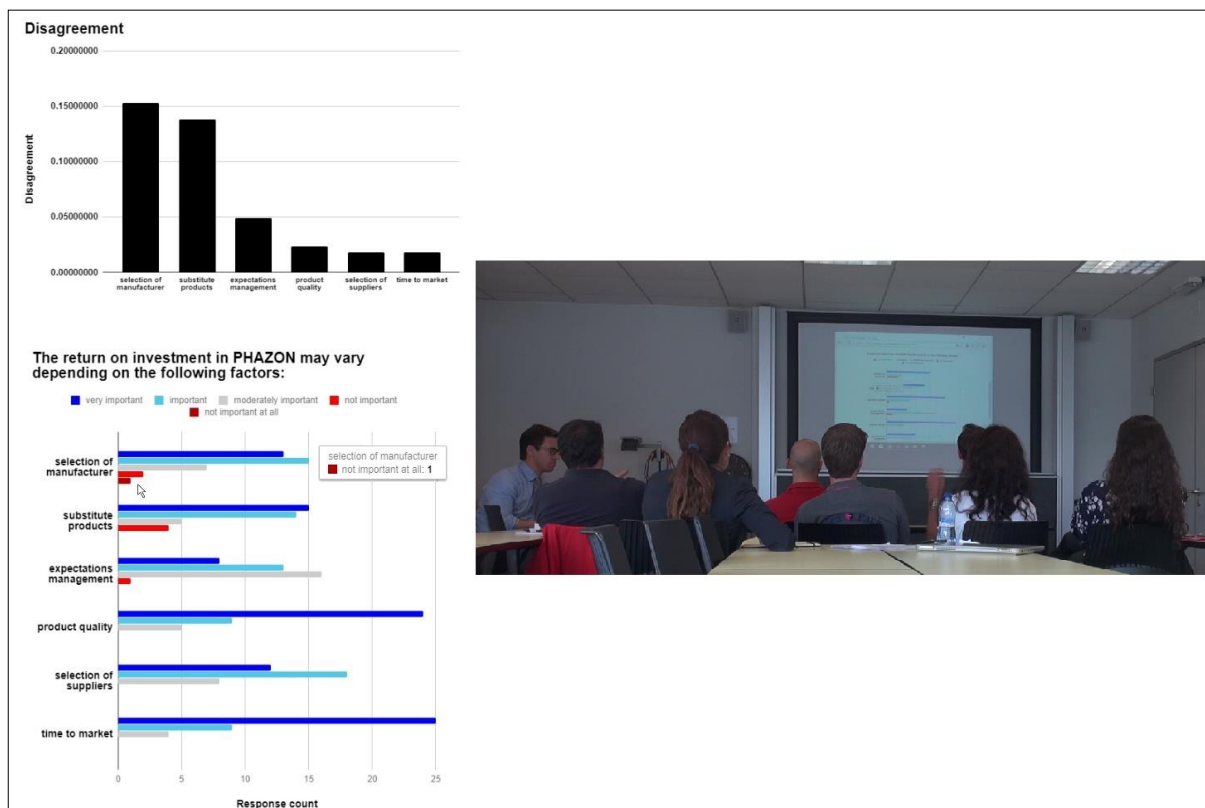 Disagreement
0.20000000
0.15000000
0.10000000
0.05000000
0.00000000
Disagreement
selection of
manufacturer
substitute
products
expectations
management
product
quality
selection of
suppliers
time to market
The return on investment in PHAZON may vary
depending on the following factors:
very important
important
moderately important
not important
not important at all
selection of
manufacturer
substitute
products
expectations
management
product quality
selection of
suppliers
time to market
selection of manufacturer
not important at all: 1
0
5
10
15
20
25
Response count